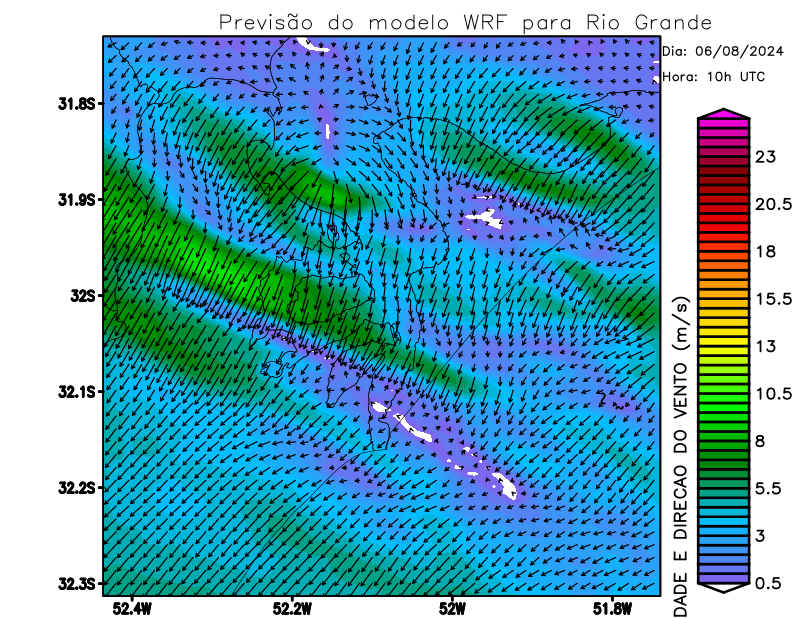 Previsão do modelo WRF para Rio Grande
Dia: 06/08/2024
Hora: 10h UTC
31.8S
31.9S
32S
32.1S
32.2S
32.3S
52.4W
52.2W
52W
51.8W
DADE E DIRECAO DO VENTO (m/s)
23
20.5
18
15.5
13
10.5
8
5.5
3
0.5